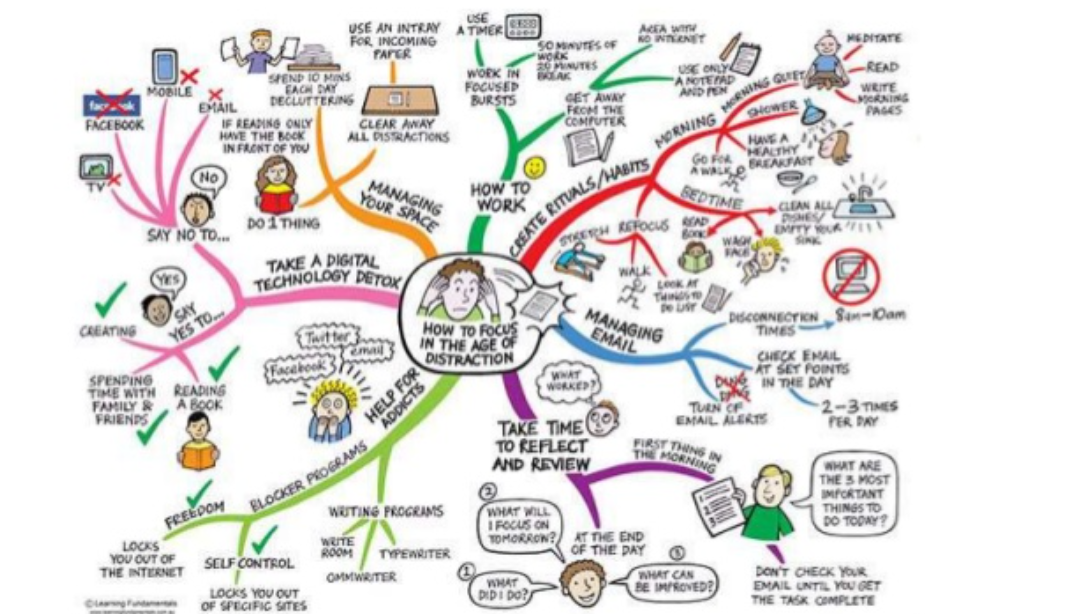 HOW TO FOCUS
IN THE AGE OF
DISTRACTION
HOW TO
WORK
WORK IN
FOCUSED
BURSTS
USE
A TIMER
50 MINUTES OF
WORK
20 MINUTES
BREAK
GET AWAY
FROM THE
COMPUTER
AREA WITH
NO INTERNET
USE ONLY
A NOTEPAD
AND PEN
CREATE RITUALS/HABITS
MORNING
MORNING QUIET
MEDITATE
READ
WRITE
MORNING
PAGES
SHOWER
HAVE A
HEALTHY
BREAKFAST
GO FOR
A WALK
BEDTIME
CLEAN ALL
DISHES/
EMPTY YOUR
SINK
READ
BOOK
WASH
FACE
REFOCUS
STRETCH
WALK
LOOK AT
THINGS TO
DO LIST
MANAGING
EMAIL
DISCONNECTION
TIMES
8am-10am
CHECK EMAIL
AT SET POINTS
IN THE DAY
2-3 TIMES
PER DAY
DING
TURN OF
EMAIL ALERTS
TAKE TIME
TO REFLECT
AND REVIEW
WHAT
WORKED?
FIRST THING IN
THE MORNING
1
2
3
WHAT ARE
THE 3 MOST
IMPORTANT
THINGS TO
DO TODAY?
DON'T CHECK YOUR
EMAIL UNTIL YOU GET
THE TASK COMPLETE
AT THE END
OF THE DAY
1
WHAT
DID I DO?
2
WHAT WILL
I FOCUS ON
TOMORROW?
3
WHAT CAN
BE IMPROVED?
HELP FOR
ADDICTS
Twitter
email
Facebook
BLOCKER PROGRAMS
FREEDOM
LOCKS
YOU OUT OF
THE INTERNET
SELF CONTROL
LOCKS YOU OUT
OF SPECIFIC SITES
WRITING PROGRAMS
WRITE
ROOM
OMMWRITER
TYPEWRITER
TAKE A DIGITAL
TECHNOLOGY DETOX
SAY NO TO...
NO
TV
facebook
FACEBOOK
MOBILE
EMAIL
SAY
YES TO...
YES
CREATING
SPENDING
TIME WITH
FAMILY &
FRIENDS
READING
A BOOK
MANAGING
YOUR SPACE
DO 1 THING
IF READING ONLY
HAVE THE BOOK
IN FRONT OF YOU
SPEND 10 MINS
EACH DAY
DECLUTTERING
CLEAR AWAY
ALL DISTRACTIONS
USE AN INTRAY
FOR INCOMING
PAPER
© Learning Fundamentals
www.learningfundamentals.com.au